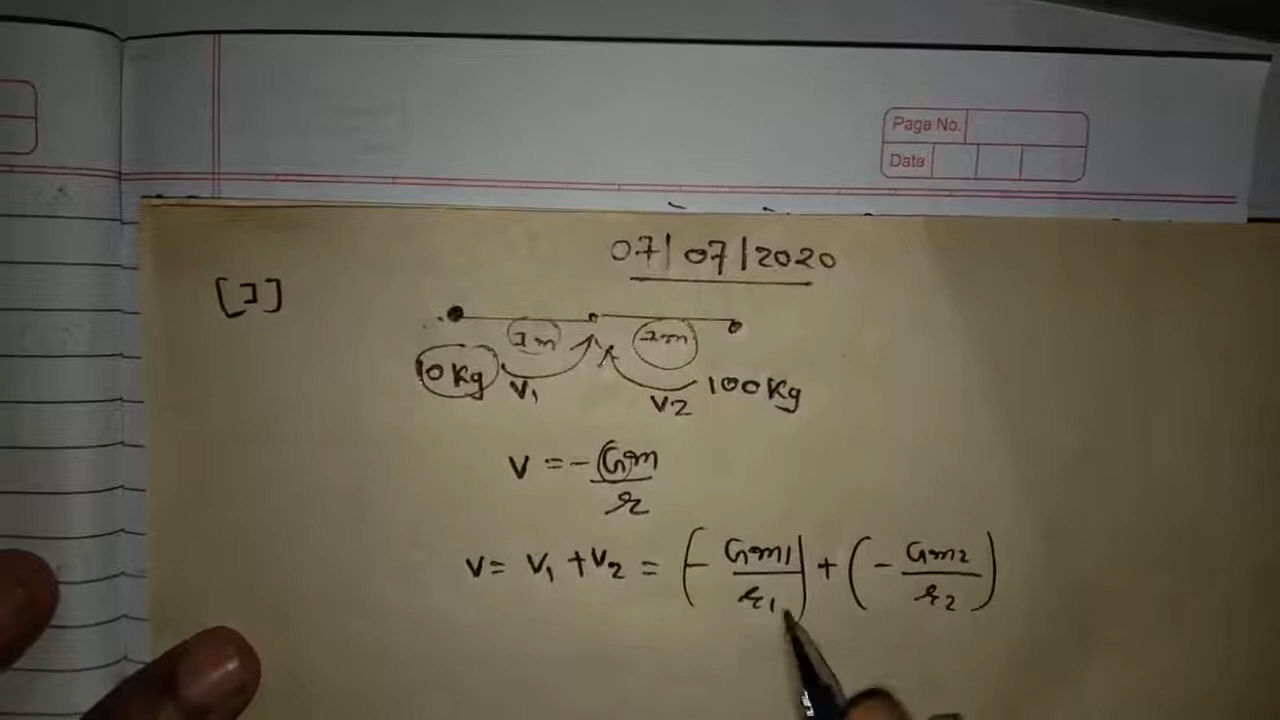 Page No.
Date
07/07/2020
[1]
1m 1m
10Kg V1 V2 100Kg
V = - Gm/r
V = V1 + V2 = (- Gm1/r1) + (- Gm2/r2)